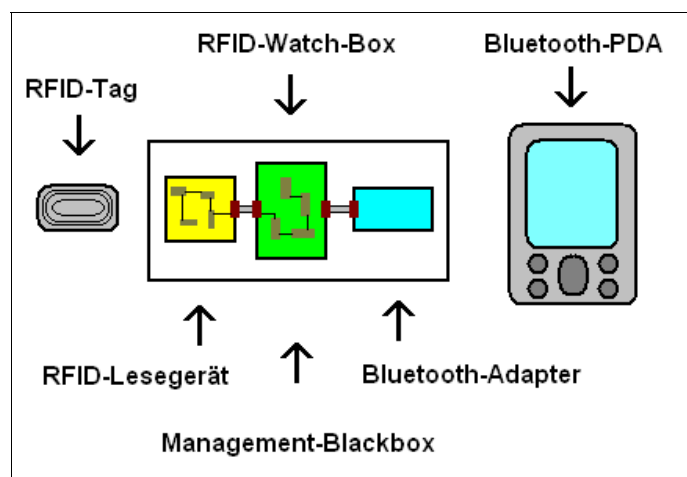 RFID-Watch-Box
Bluetooth-PDA
RFID-Tag
RFID-Lesegerät
Bluetooth-Adapter
Management-Blackbox